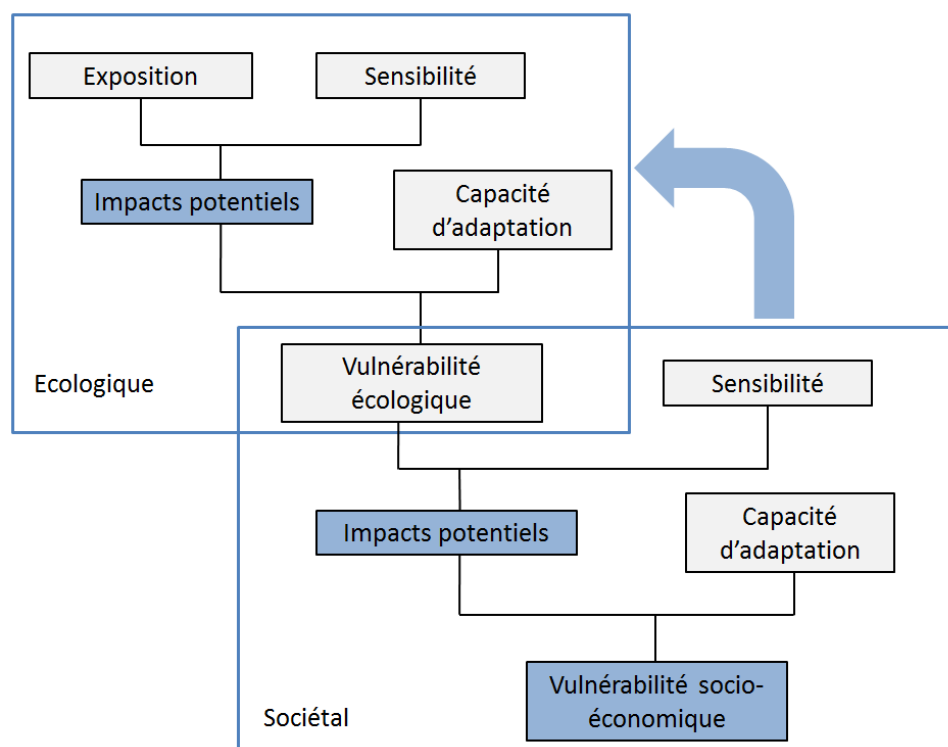 Exposition
Sensibilité
Impacts potentiels
Capacité
d’adaptation
Vulnérabilité
écologique
Ecologique
Sensibilité
Impacts potentiels
Capacité
d’adaptation
Vulnérabilité socio-
économique
Sociétal